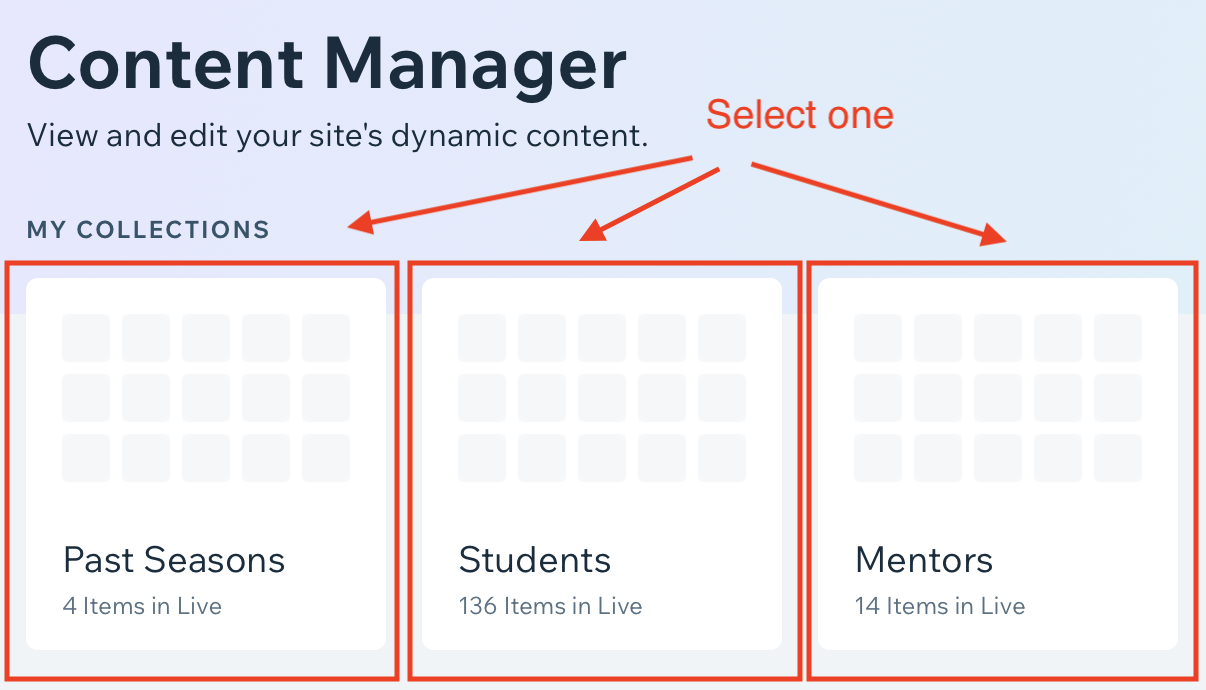 Content Manager
View and edit your site's dynamic content.
Select one
MY COLLECTIONS
Past Seasons
4 Items in Live
Students
136 Items in Live
Mentors
14 Items in Live